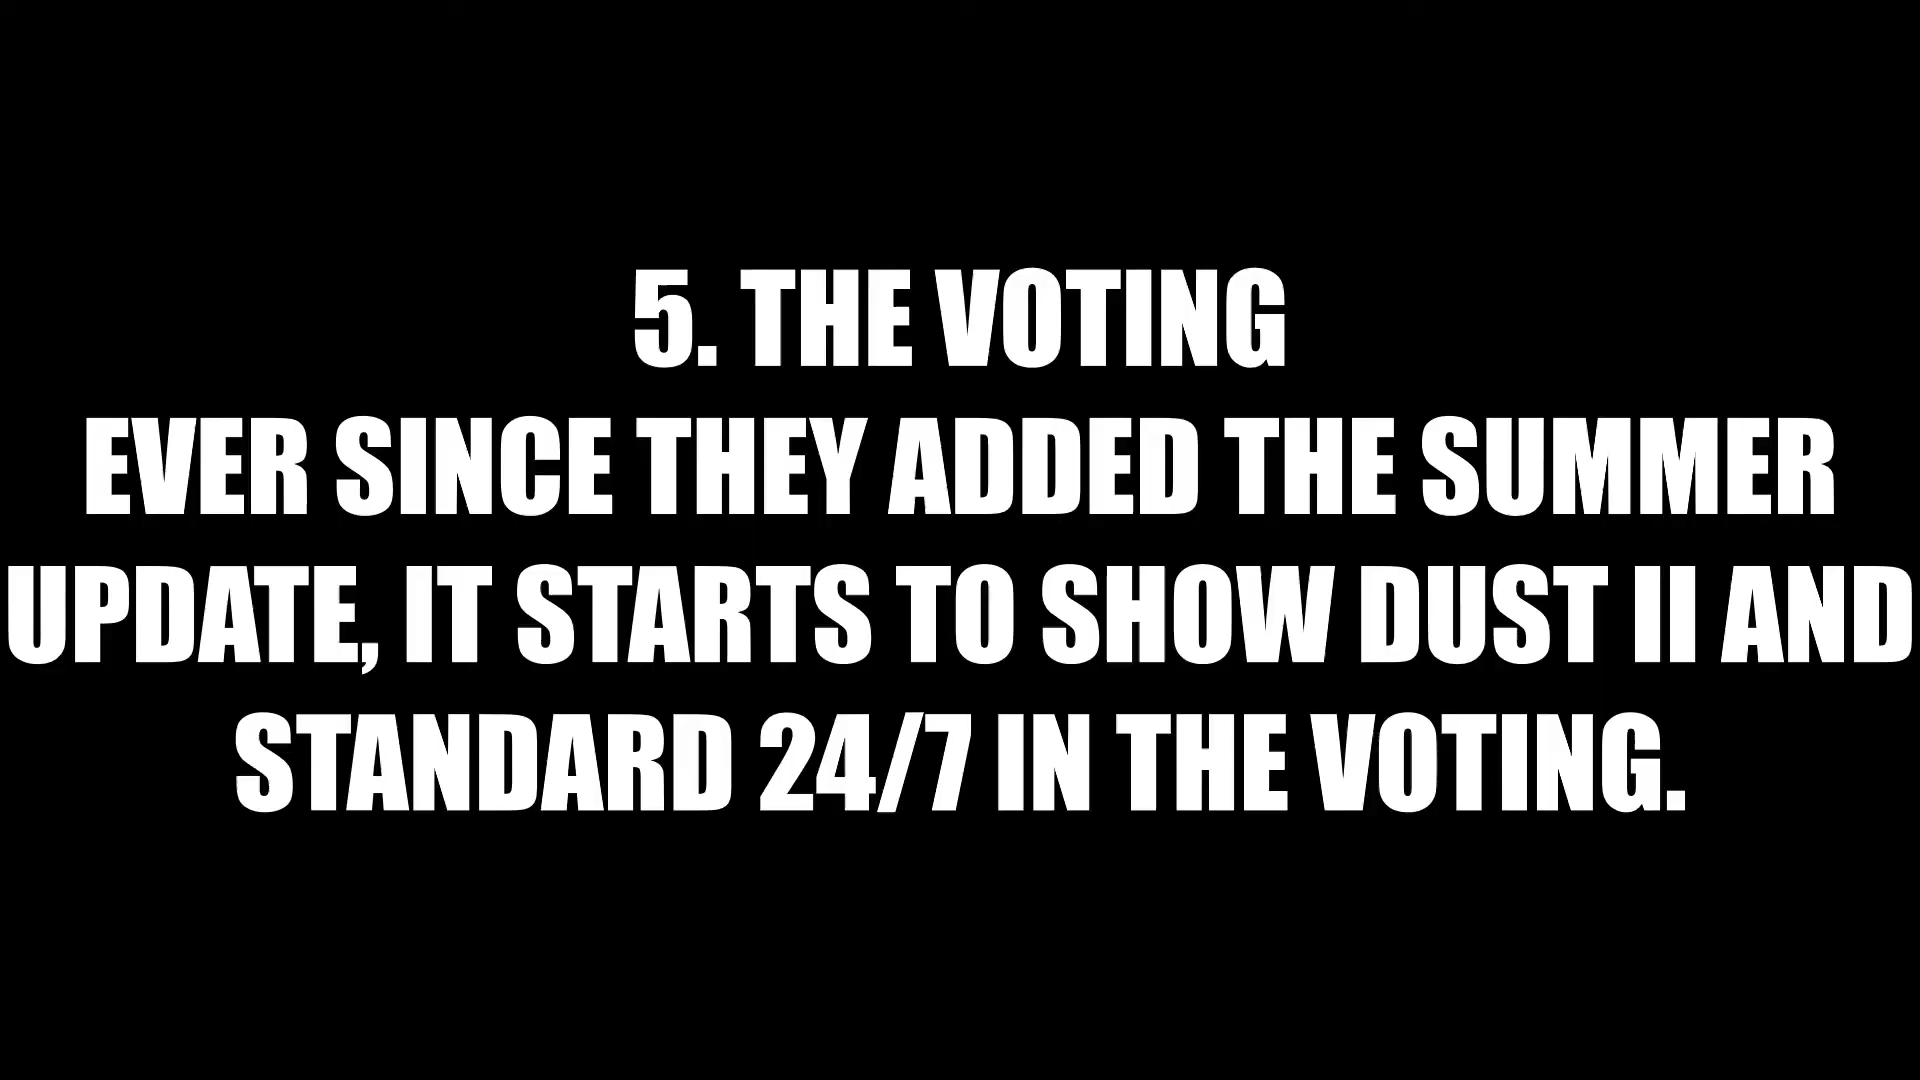 5. THE VOTING
EVER SINCE THEY ADDED THE SUMMER
UPDATE, IT STARTS TO SHOW DUST II AND
STANDARD 24/7 IN THE VOTING.